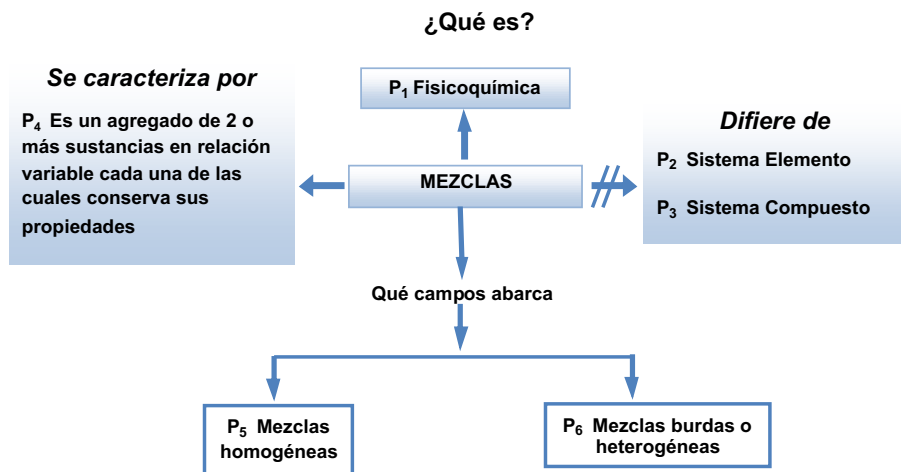 ¿Qué es?
P1 Fisicoquímica
Se caracteriza por
P4 Es un agregado de 2 o
más sustancias en relación
variable cada una de las
cuales conserva sus
propiedades
MEZCLAS
Difiere de
P2 Sistema Elemento
P3 Sistema Compuesto
Qué campos abarca
P5 Mezclas
homogéneas
P6 Mezclas burdas o
heterogéneas